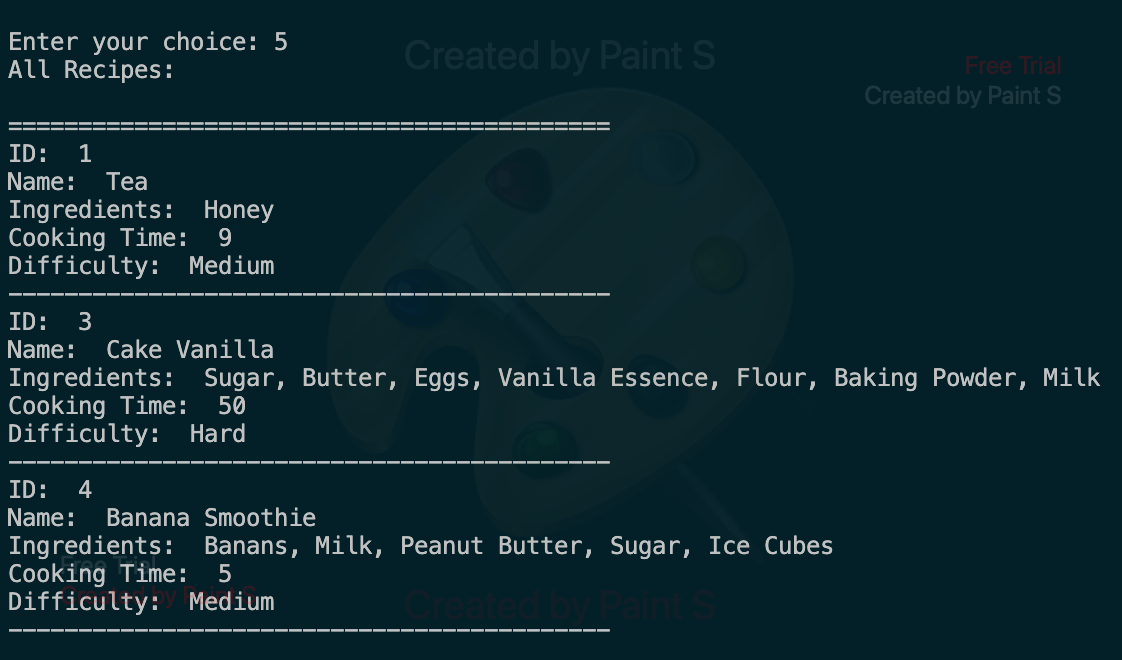 Enter your choice: 5
Created by Paint S
All Recipes:
Free Trial
Created by Paint S
===========================================
ID:  1
Name:  Tea
Ingredients:  Honey
Cooking Time:  9
Difficulty:  Medium
-------------------------------------------
ID:  3
Name:  Cake Vanilla
Ingredients:  Sugar, Butter, Eggs, Vanilla Essence, Flour, Baking Powder, Milk
Cooking Time:  50
Difficulty:  Hard
-------------------------------------------
ID:  4
Name:  Banana Smoothie
Ingredients:  Banans, Milk, Peanut Butter, Sugar, Ice Cubes
Free Trial
Cooking Time:  5
Created by Paint S
Difficulty:  Medium
Created by Paint S
-------------------------------------------